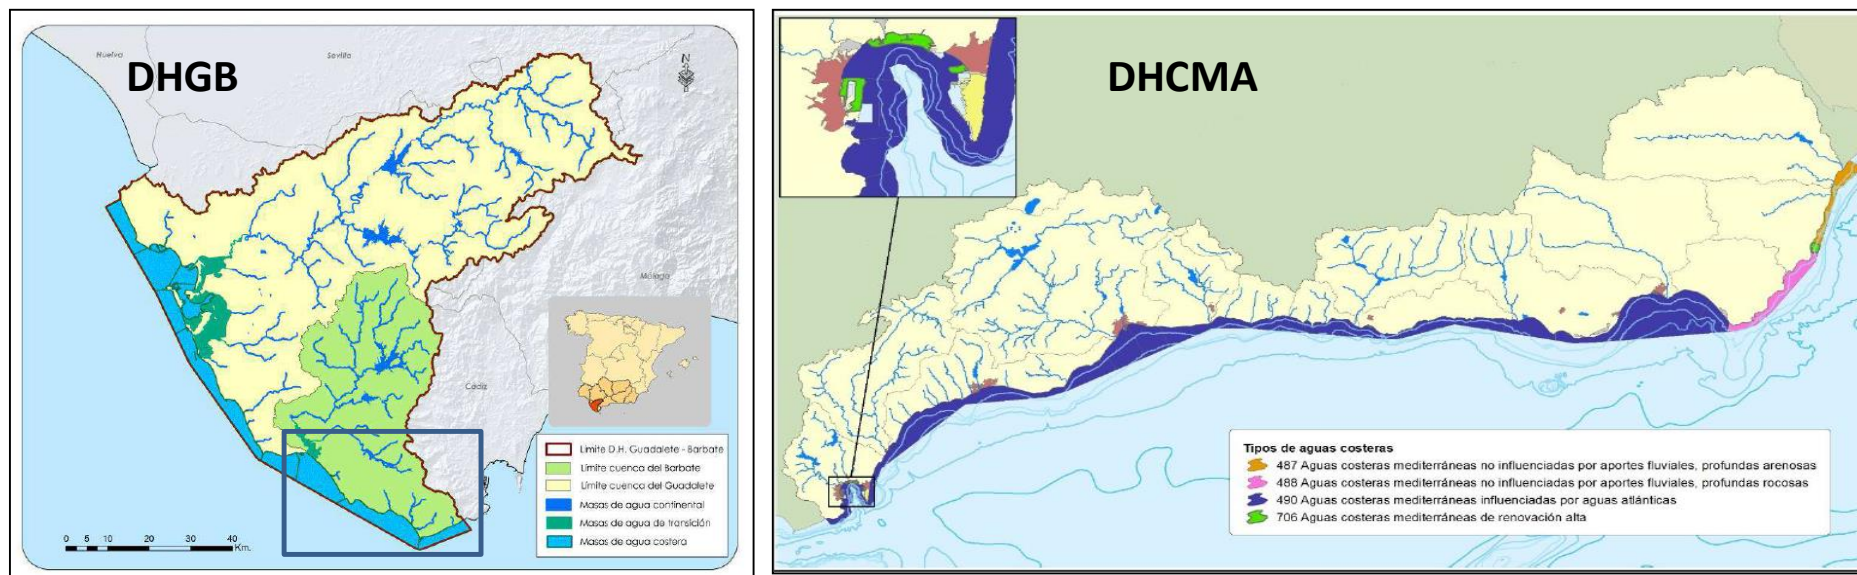 DHGB
Huelva
Sevilla
N
Málaga
Cádiz
Límite D.H. Guadalete - Barbate
Límite cuenca del Barbate
Límite cuenca del Guadalete
Masas de agua continental
Masas de agua de transición
Masas de agua costera
0 5 10 20 30 40
Km.
DHCMA
Tipos de aguas costeras
487 Aguas costeras mediterráneas no influenciadas por aportes fluviales, profundas arenosas
488 Aguas costeras mediterráneas no influenciadas por aportes fluviales, profundas rocosas
490 Aguas costeras mediterráneas influenciadas por aguas atlánticas
706 Aguas costeras mediterráneas de renovación alta